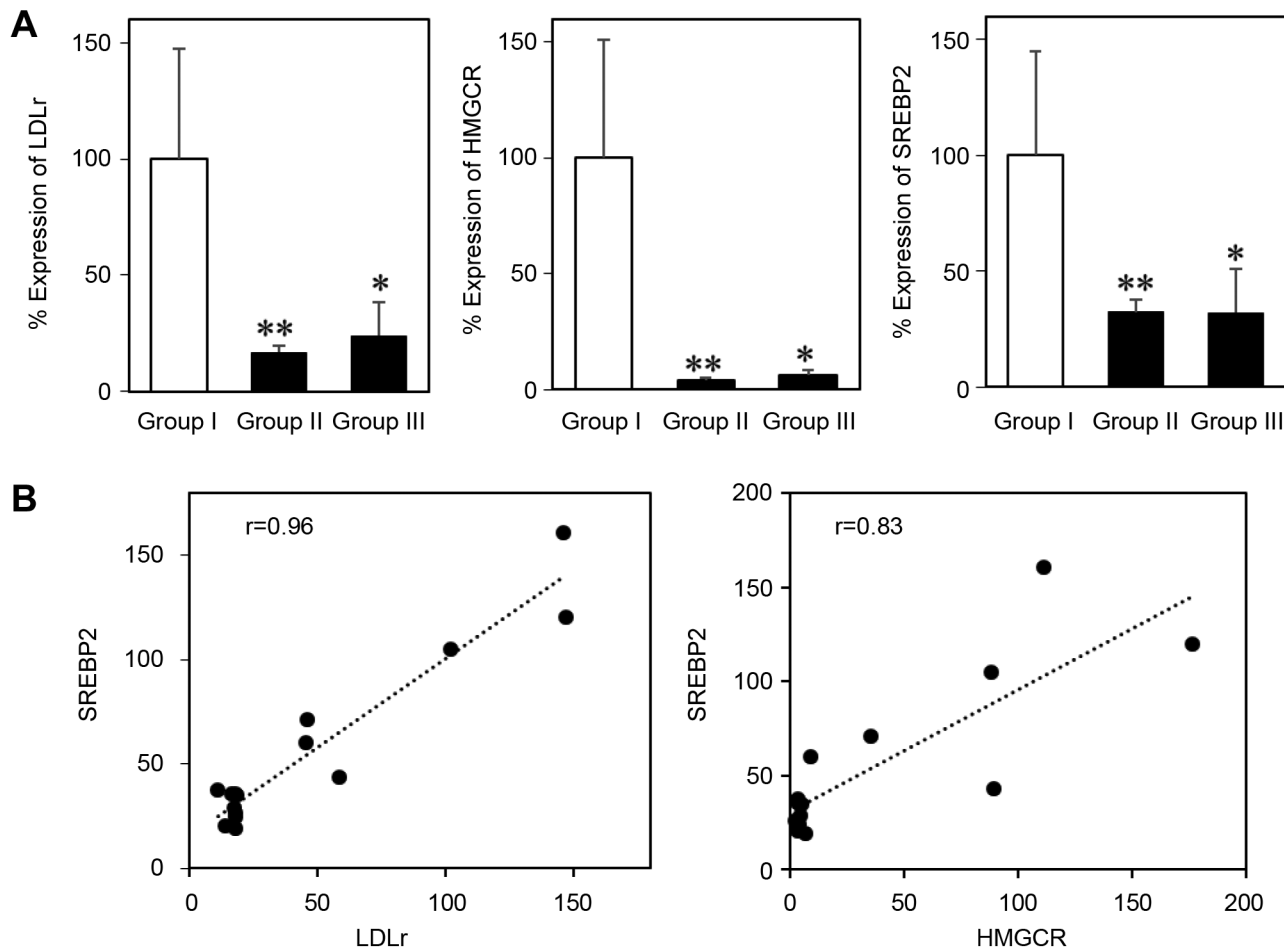 A
% Expression of LDLr
150
100
50
0
**
*
Group I Group II Group III
% Expression of HMGCR
150
100
50
0
**
*
Group I Group II Group III
% Expression of SREBP2
150
100
50
0
**
*
Group I Group II Group III
B
r=0.96
SREBP2
150
100
50
0
0 50 100 150
LDLr
r=0.83
SREBP2
200
150
100
50
0
0 50 100 150 200
HMGCR